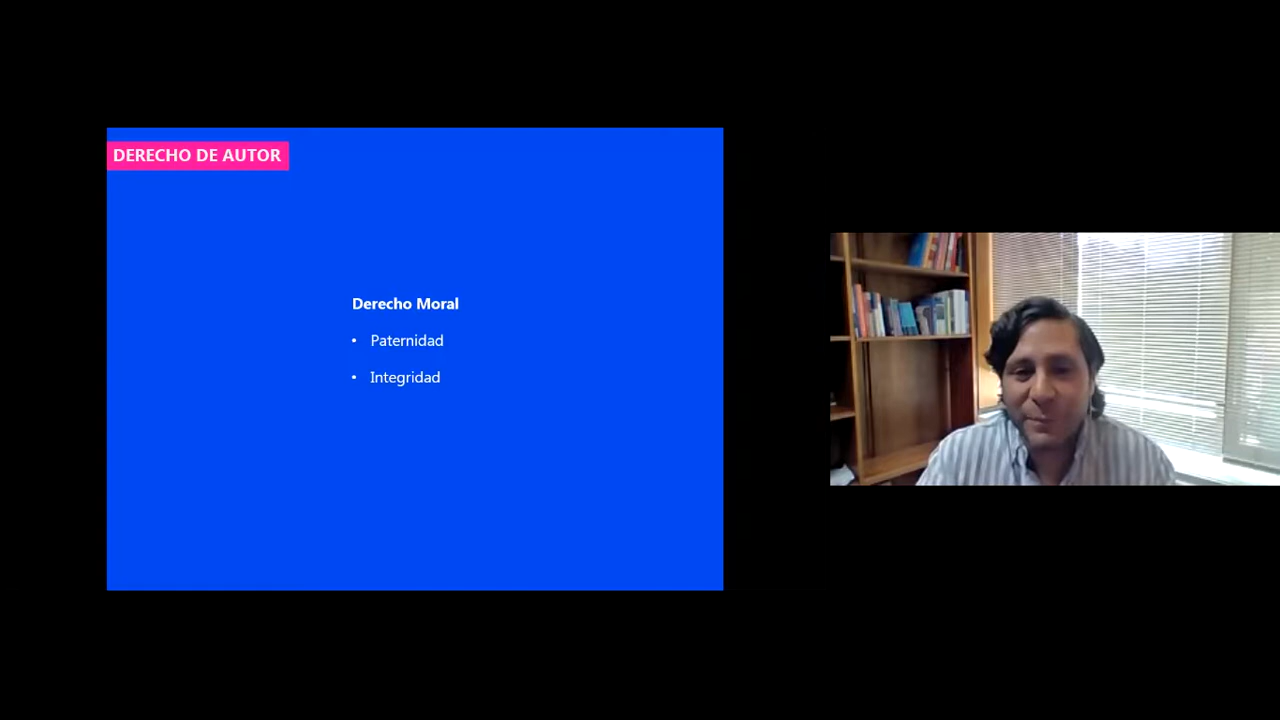 DERECHO DE AUTOR
Derecho Moral
• Paternidad
• Integridad